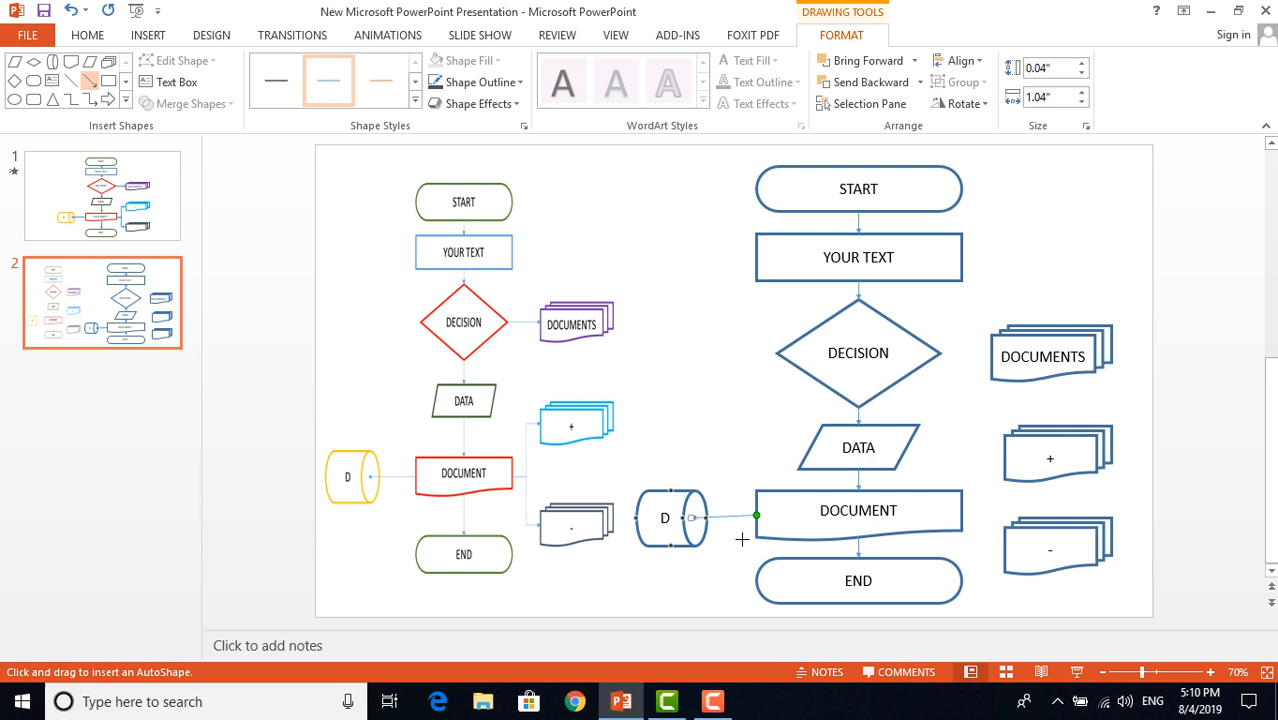 New Microsoft PowerPoint Presentation - Microsoft PowerPoint
DRAWING TOOLS
?
FILE
HOME
INSERT
DESIGN
TRANSITIONS
ANIMATIONS
SLIDE SHOW
REVIEW
VIEW
ADD-INS
FOXIT PDF
FORMAT
Sign in
Edit Shape
Text Box
Merge Shapes
Insert Shapes
Shape Fill
Shape Outline
Shape Effects
Shape Styles
A A A
Text Fill
Text Outline
Text Effects
WordArt Styles
Bring Forward
Send Backward
Selection Pane
Align
Group
Rotate
Arrange
0.04"
1.04"
Size
1
2
START
YOUR TEXT
DECISION
DOCUMENTS
DATA
+
D
DOCUMENT
-
END
START
YOUR TEXT
DECISION
DOCUMENTS
DATA
+
D
DOCUMENT
-
END
Click to add notes
Click and drag to insert an AutoShape.
NOTES
COMMENTS
70%
Type here to search
ENG
5:10 PM
8/4/2019